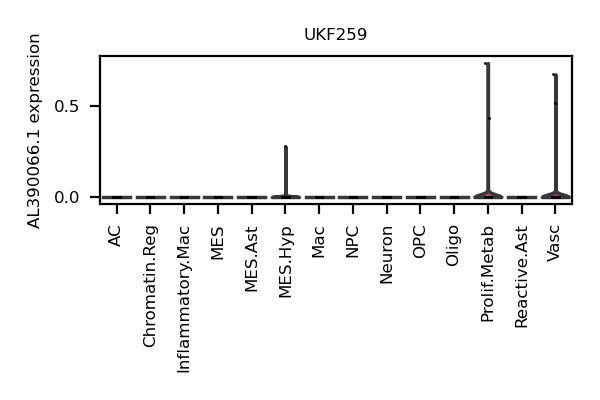 UKF259
AL390066.1 expression
0.5
0.0
AC
Chromatin.Reg
Inflammatory.Mac
MES
MES.Ast
MES.Hyp
Mac
NPC
Neuron
OPC
Oligo
Prolif.Metab
Reactive.Ast
Vasc